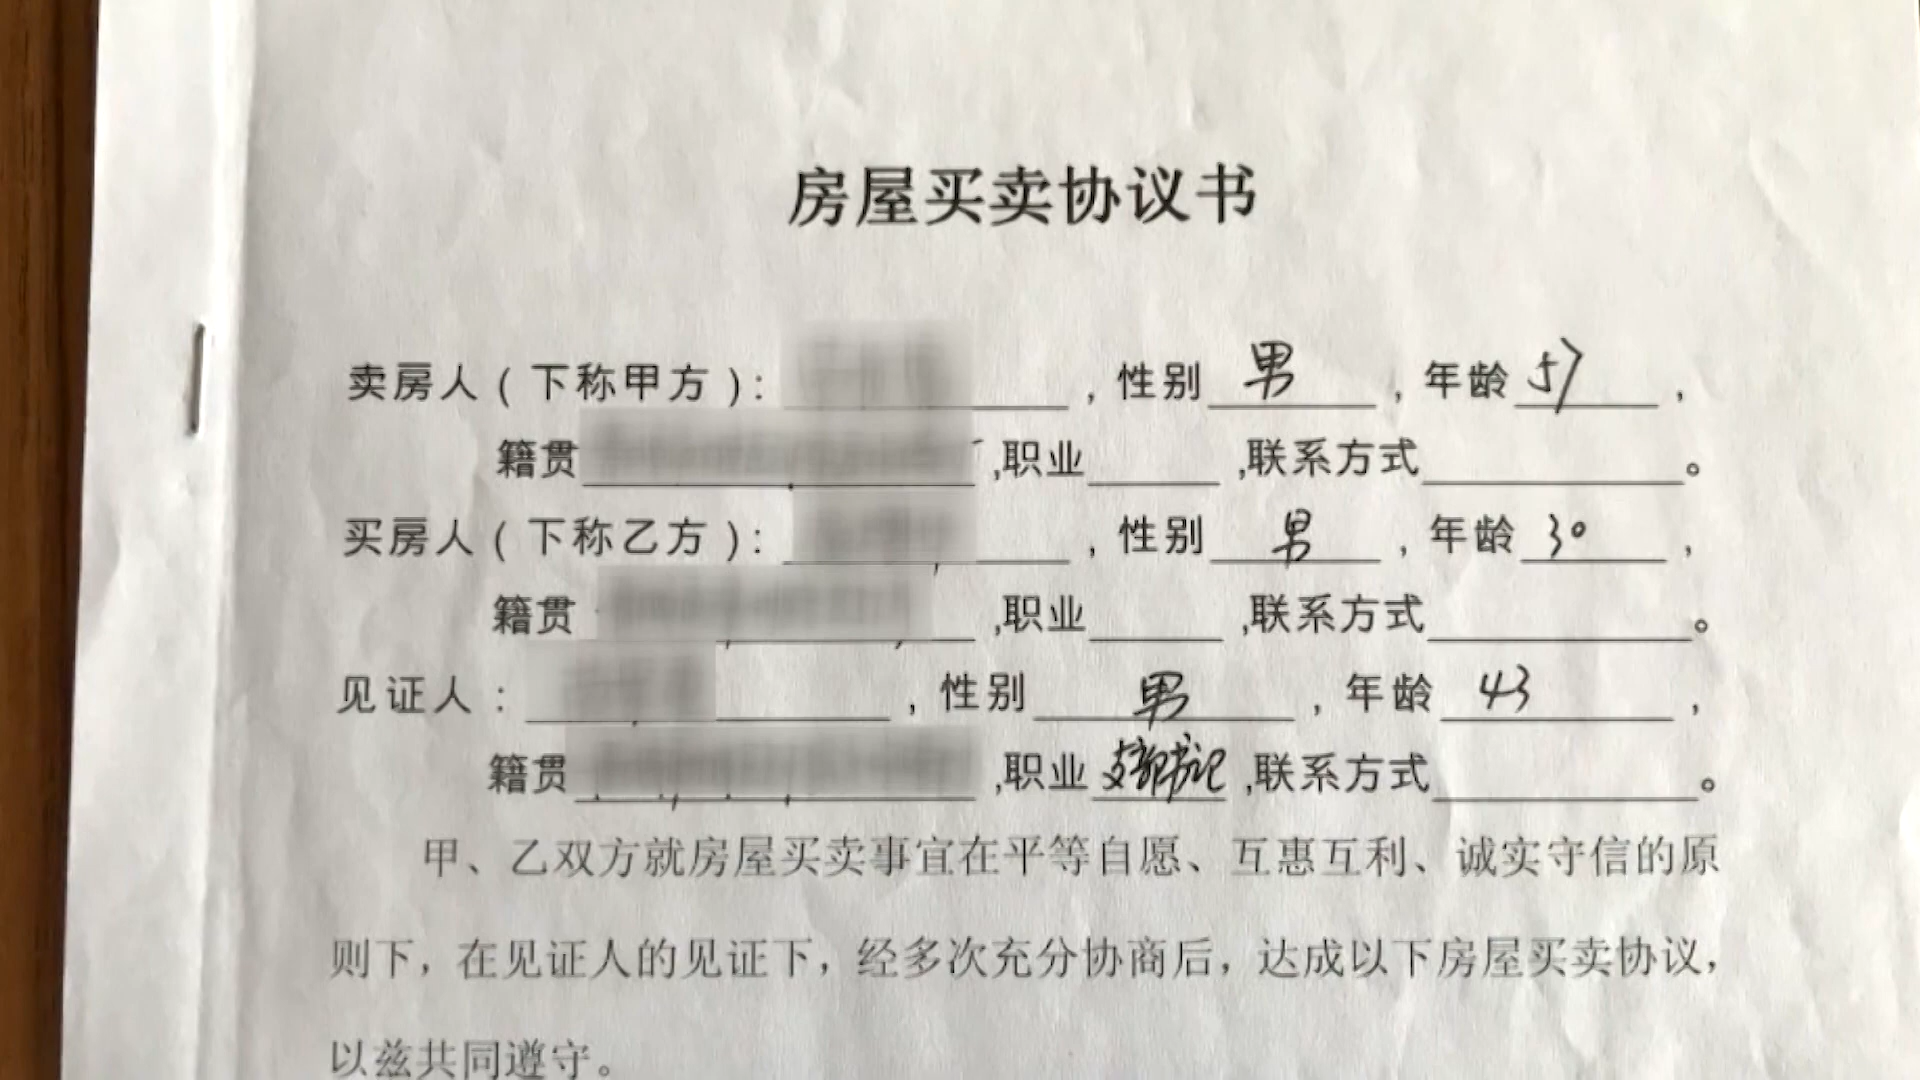 房屋买卖协议书
卖房人(下称甲方): ,性别 男 ,年龄 57 ,
籍贯 ,职业 ,联系方式 。
买房人(下称乙方): ,性别 男 ,年龄 30 ,
籍贯 ,职业 ,联系方式 。
见证人: ,性别 男 ,年龄 43 ,
籍贯 ,职业 支部书记 ,联系方式 。
甲、乙双方就房屋买卖事宜在平等自愿、互惠互利、诚实守信的原
则下,在见证人的见证下,经多次充分协商后,达成以下房屋买卖协议,
以兹共同遵守。